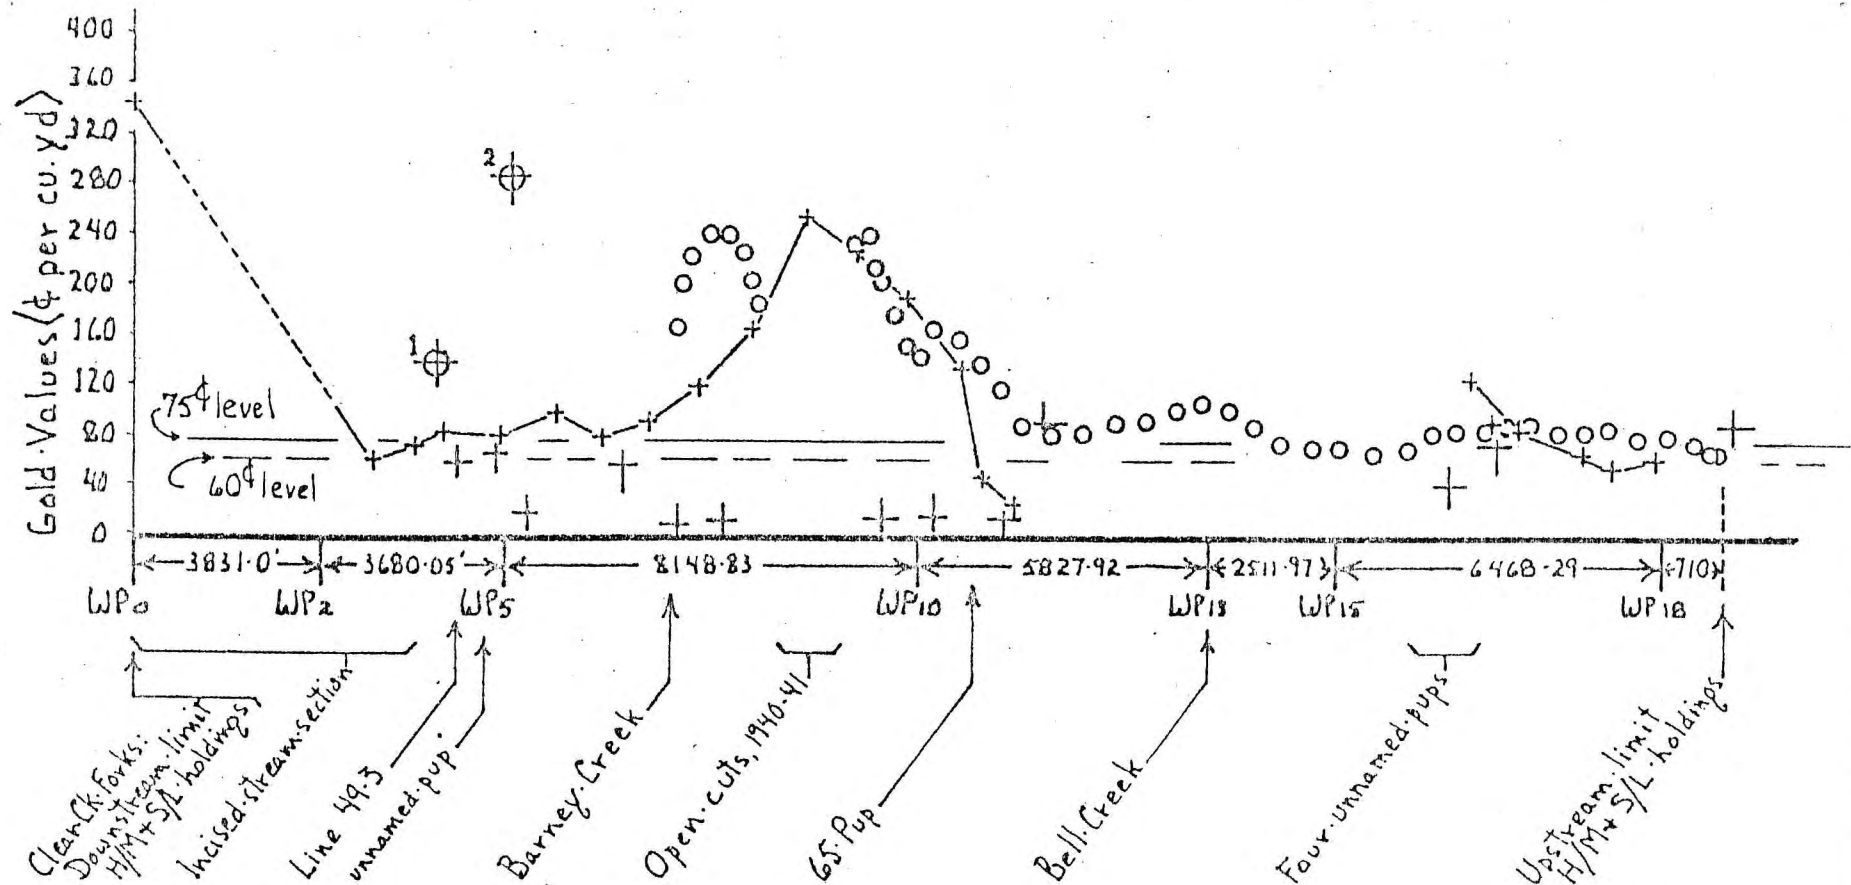 Gold Values (¢ per cu. yd)
400
360
320
280
240
200
160
120
80
40
0
1
2
75¢ level
60¢ level
3831.0'
3680.05'
8148.83
5827.92
2511.97
6468.29
710
WP0
WP2
WP5
WP10
WP13
WP15
WP18
Clear Ck. Forks:
Downstream limit
H/M + S/L holdings
Incised stream section
Line 49.3
unnamed pup
Barney Creek
Open cuts, 1940-41
65 Pup
Bell Creek
Four unnamed pups
Upstream limit
H/M + S/L holdings